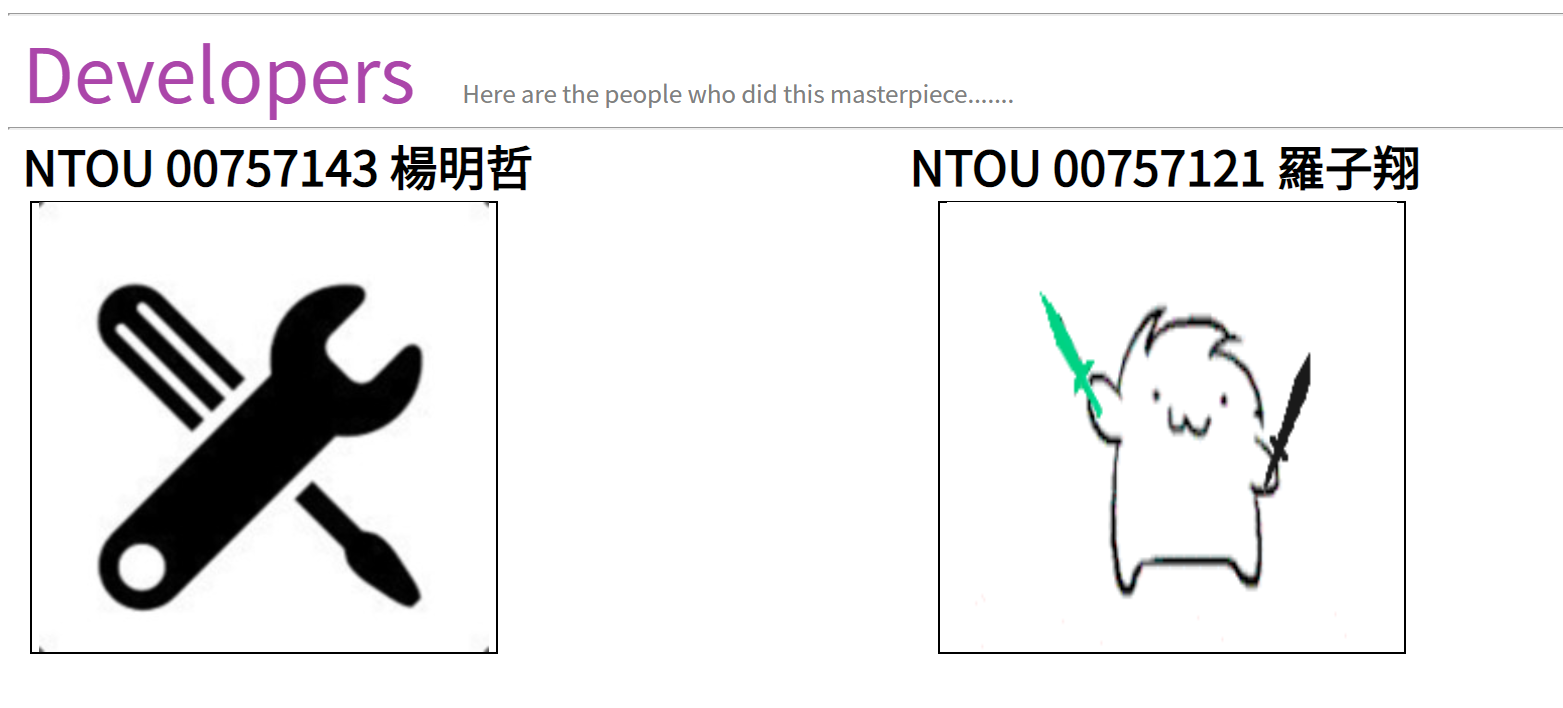 Developers Here are the people who did this masterpiece.......
NTOU 00757143 楊明哲
NTOU 00757121 羅子翔